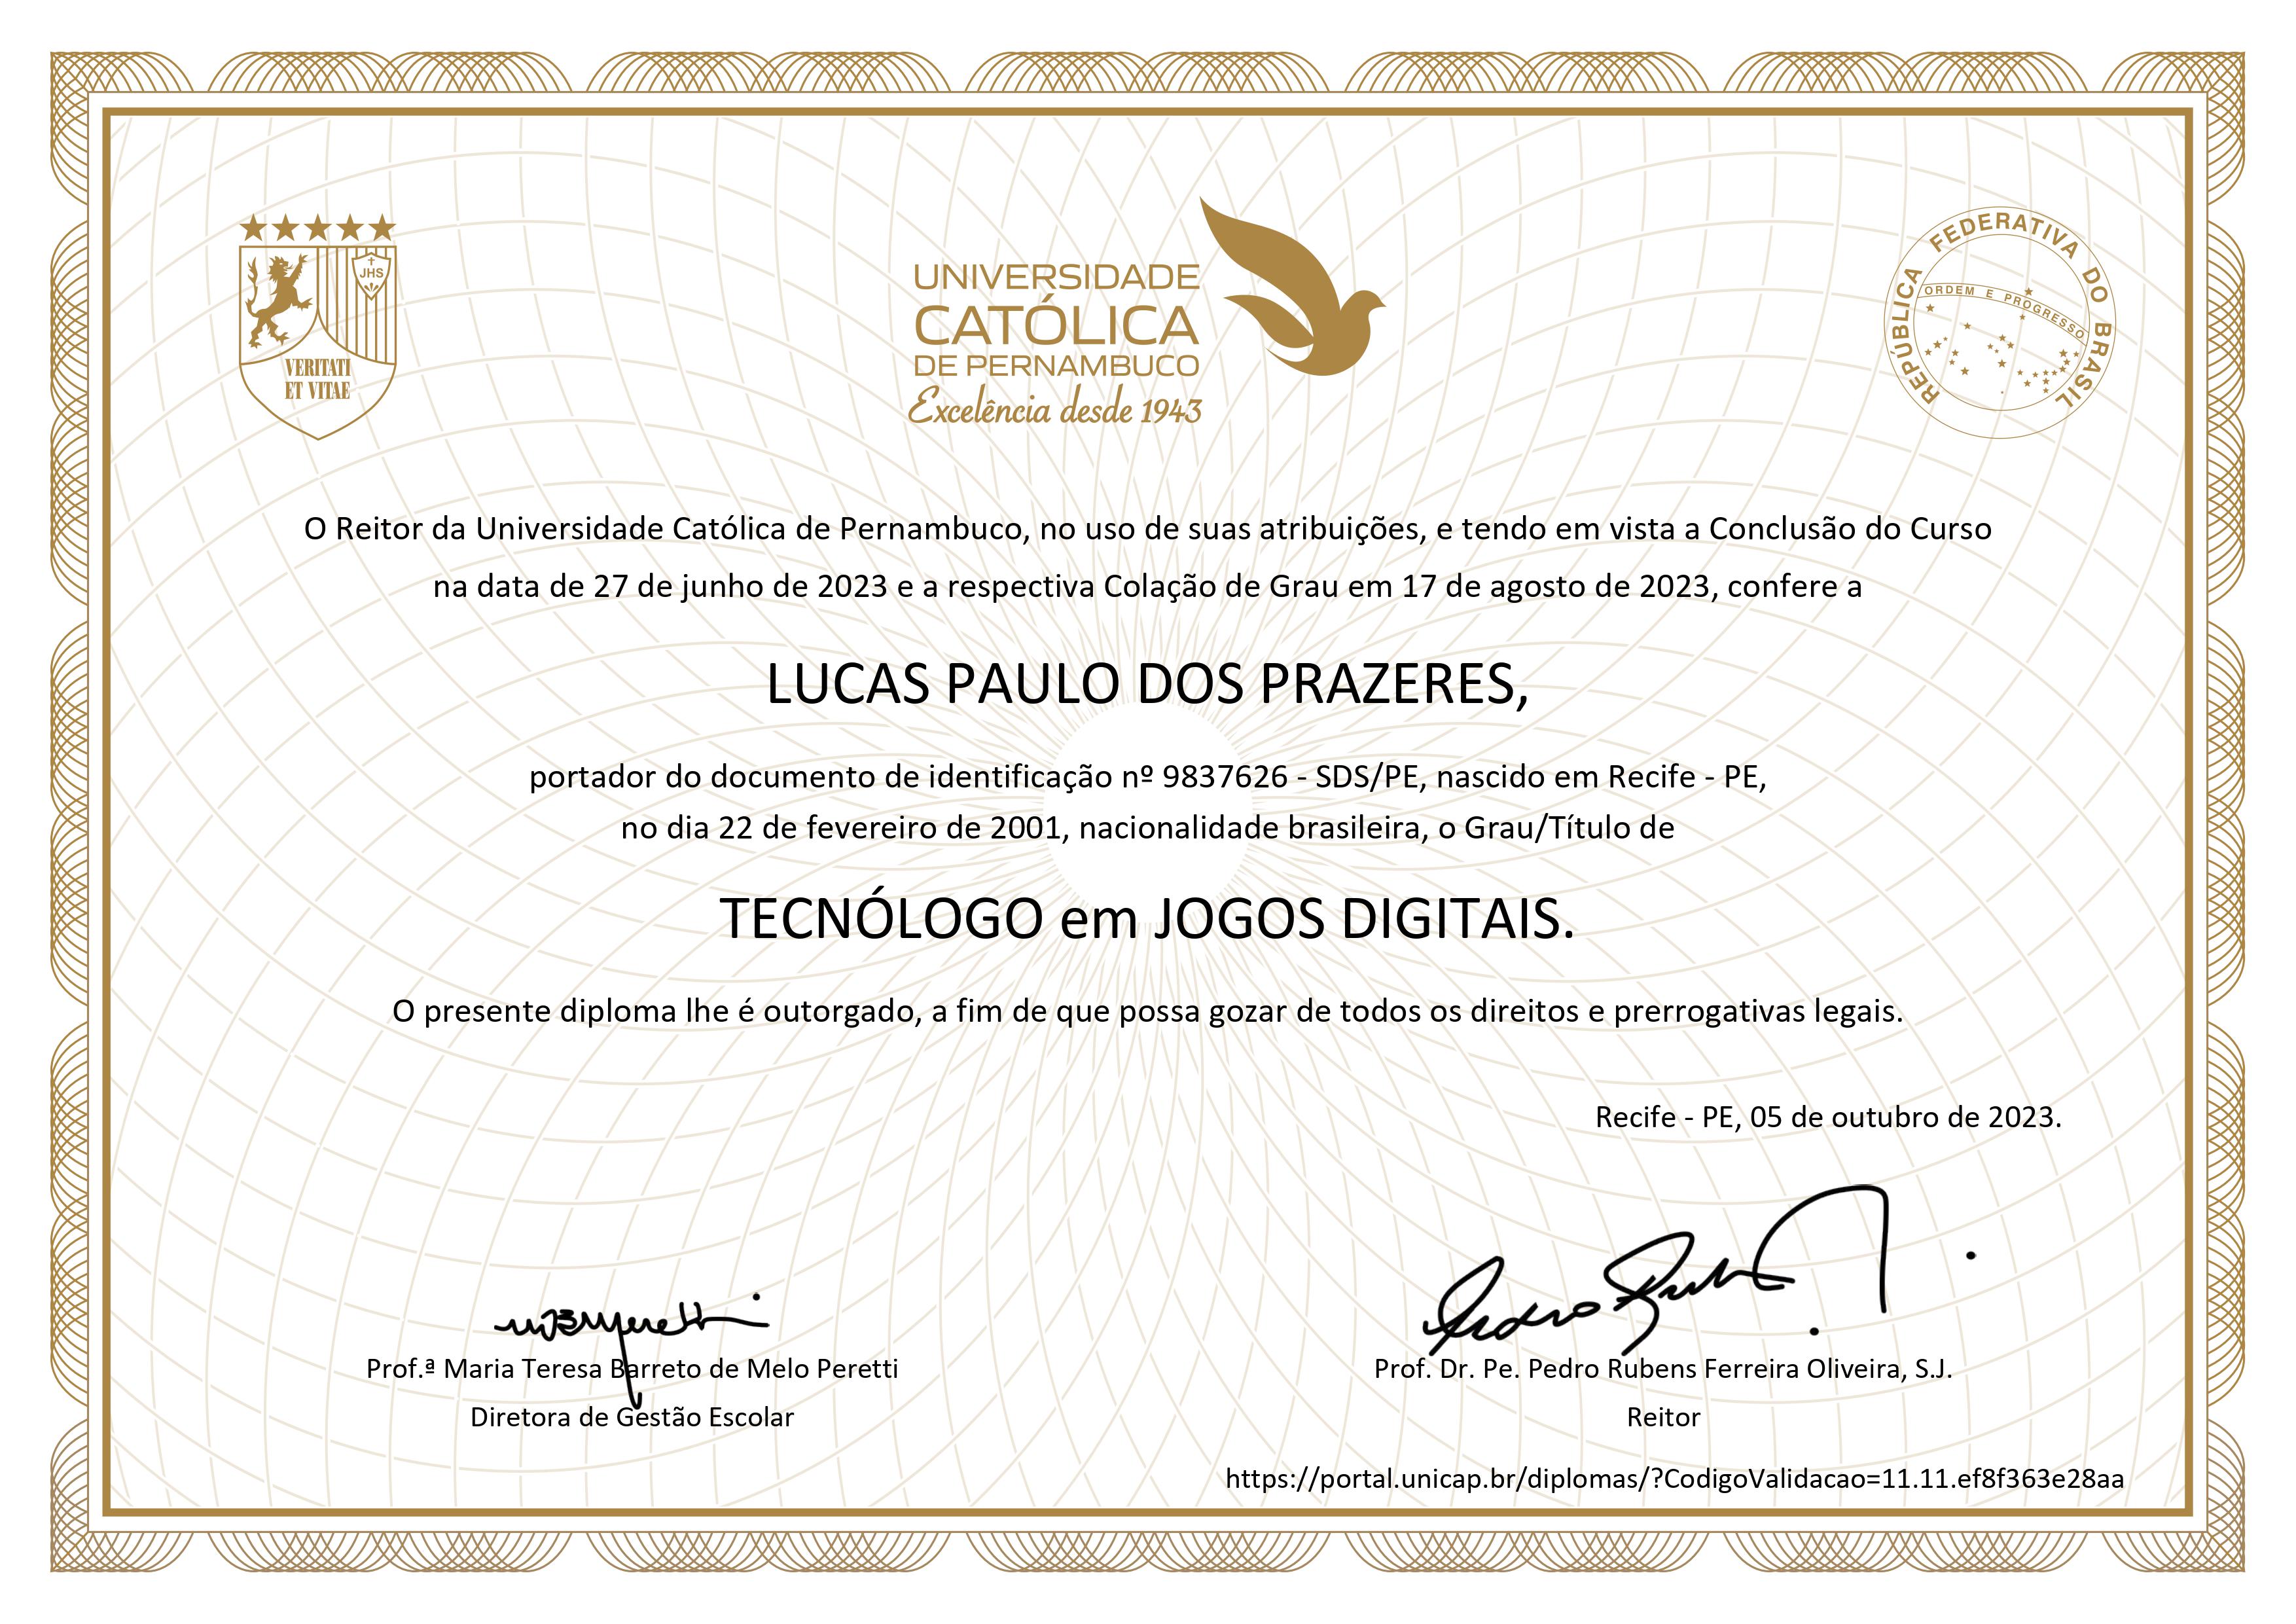 VERITATI
ET VITAE
JHS
UNIVERSIDADE
CATÓLICA
DE PERNAMBUCO
Excelência desde 1943
REPÚBLICA FEDERATIVA DO BRASIL
ORDEM E PROGRESSO
O Reitor da Universidade Católica de Pernambuco, no uso de suas atribuições, e tendo em vista a Conclusão do Curso
na data de 27 de junho de 2023 e a respectiva Colação de Grau em 17 de agosto de 2023, confere a
LUCAS PAULO DOS PRAZERES,
portador do documento de identificação nº 9837626 - SDS/PE, nascido em Recife - PE,
no dia 22 de fevereiro de 2001, nacionalidade brasileira, o Grau/Título de
TECNÓLOGO em JOGOS DIGITAIS.
O presente diploma lhe é outorgado, a fim de que possa gozar de todos os direitos e prerrogativas legais.
Recife - PE, 05 de outubro de 2023.
Prof.ª Maria Teresa Barreto de Melo Peretti
Diretora de Gestão Escolar
Prof. Dr. Pe. Pedro Rubens Ferreira Oliveira, S.J.
Reitor
https://portal.unicap.br/diplomas/?CodigoValidacao=11.11.ef8f363e28aa